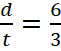 d/t = 6/3